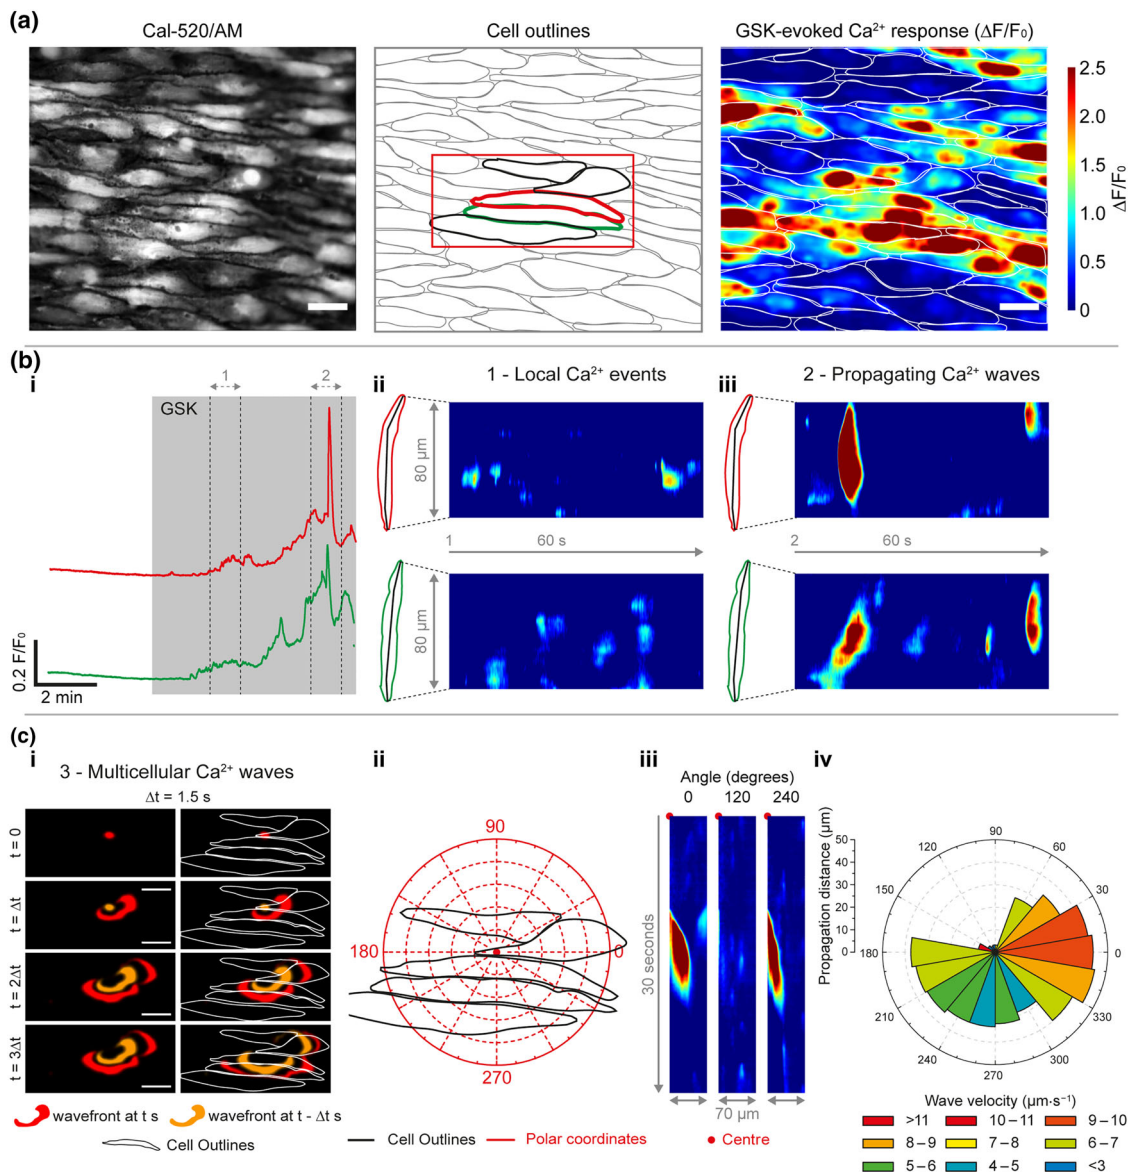 (a)
Cal-520/AM
Cell outlines
GSK-evoked Ca²⁺ response (ΔF/F₀)
2.5
2.0
1.5
1.0
0.5
0
ΔF/F₀
(b)
i
1
2
GSK
0.2 F/F₀
2 min
ii
1 - Local Ca²⁺ events
80 µm
1
60 s
80 µm
iii
2 - Propagating Ca²⁺ waves
2
60 s
(c)
i
3 - Multicellular Ca²⁺ waves
Δt = 1.5 s
t = 0
t = Δt
t = 2Δt
t = 3Δt
wavefront at t s
wavefront at t - Δt s
Cell Outlines
ii
90
180
0
270
Cell Outlines
Polar coordinates
Centre
iii
Angle (degrees)
0 120 240
30 seconds
70 µm
iv
Propagation distance (µm)
50
40
30
20
10
0
90
60
30
0
330
300
270
240
210
180
150
120
Wave velocity (µm·s⁻¹)
>11 10–11 9–10
8–9 7–8 6–7
5–6 4–5 <3